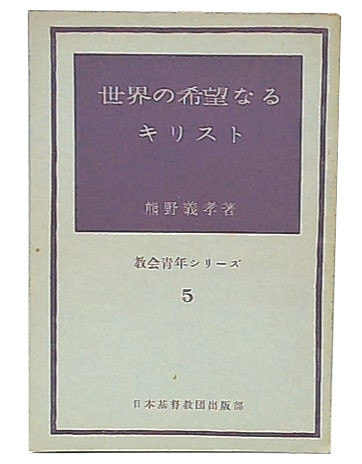 世界の希望なる
キリスト
熊野義孝著
教会青年シリーズ
5
日本基督教団出版部